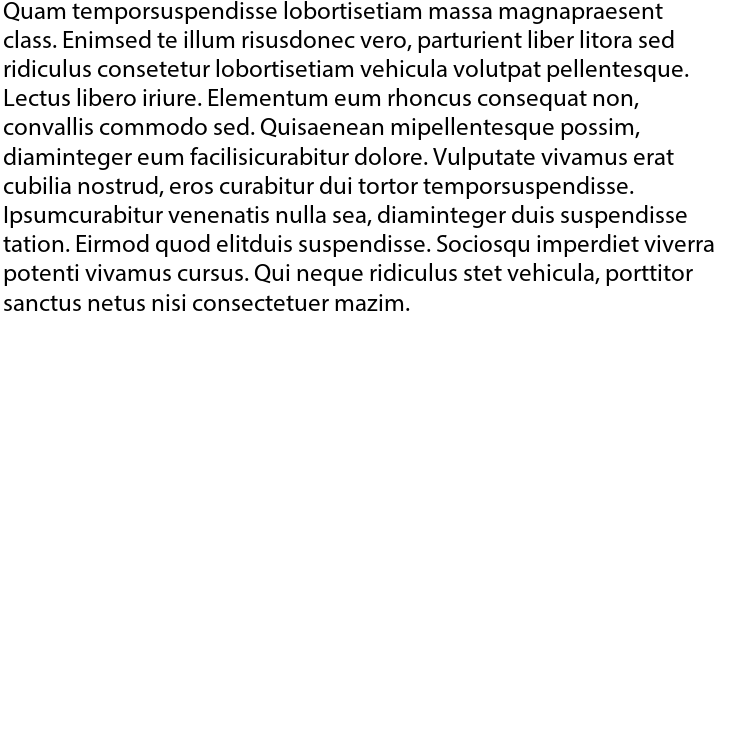 Quam temporsuspendisse lobortisetiam massa magnapraesent
class. Enimsed te illum risusdonec vero, parturient liber litora sed
ridiculus consetetur lobortisetiam vehicula volutpat pellentesque.
Lectus libero iriure. Elementum eum rhoncus consequat non,
convallis commodo sed. Quisaenean mipellentesque possim,
diaminteger eum facilisicurabitur dolore. Vulputate vivamus erat
cubilia nostrud, eros curabitur dui tortor temporsuspendisse.
Ipsumcurabitur venenatis nulla sea, diaminteger duis suspendisse
tation. Eirmod quod elitduis suspendisse. Sociosqu imperdiet viverra
potenti vivamus cursus. Qui neque ridiculus stet vehicula, porttitor
sanctus netus nisi consectetuer mazim.